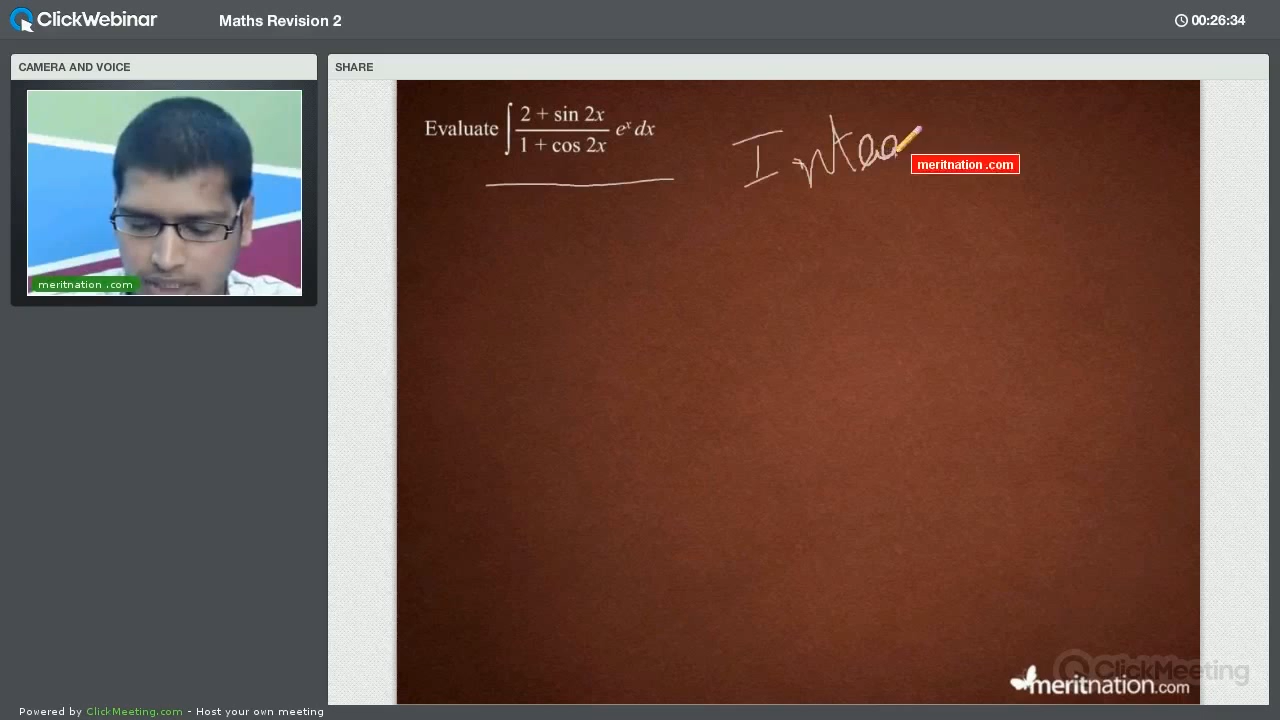 ClickWebinar
Maths Revision 2
00:26:34
CAMERA AND VOICE
SHARE
meritnation .com
Evaluate ∫ (2 + sin 2x)/(1 + cos 2x) eˣ dx
meritnation .com
ClickMeeting
meritnation.com
Powered by ClickMeeting.com - Host your own meeting